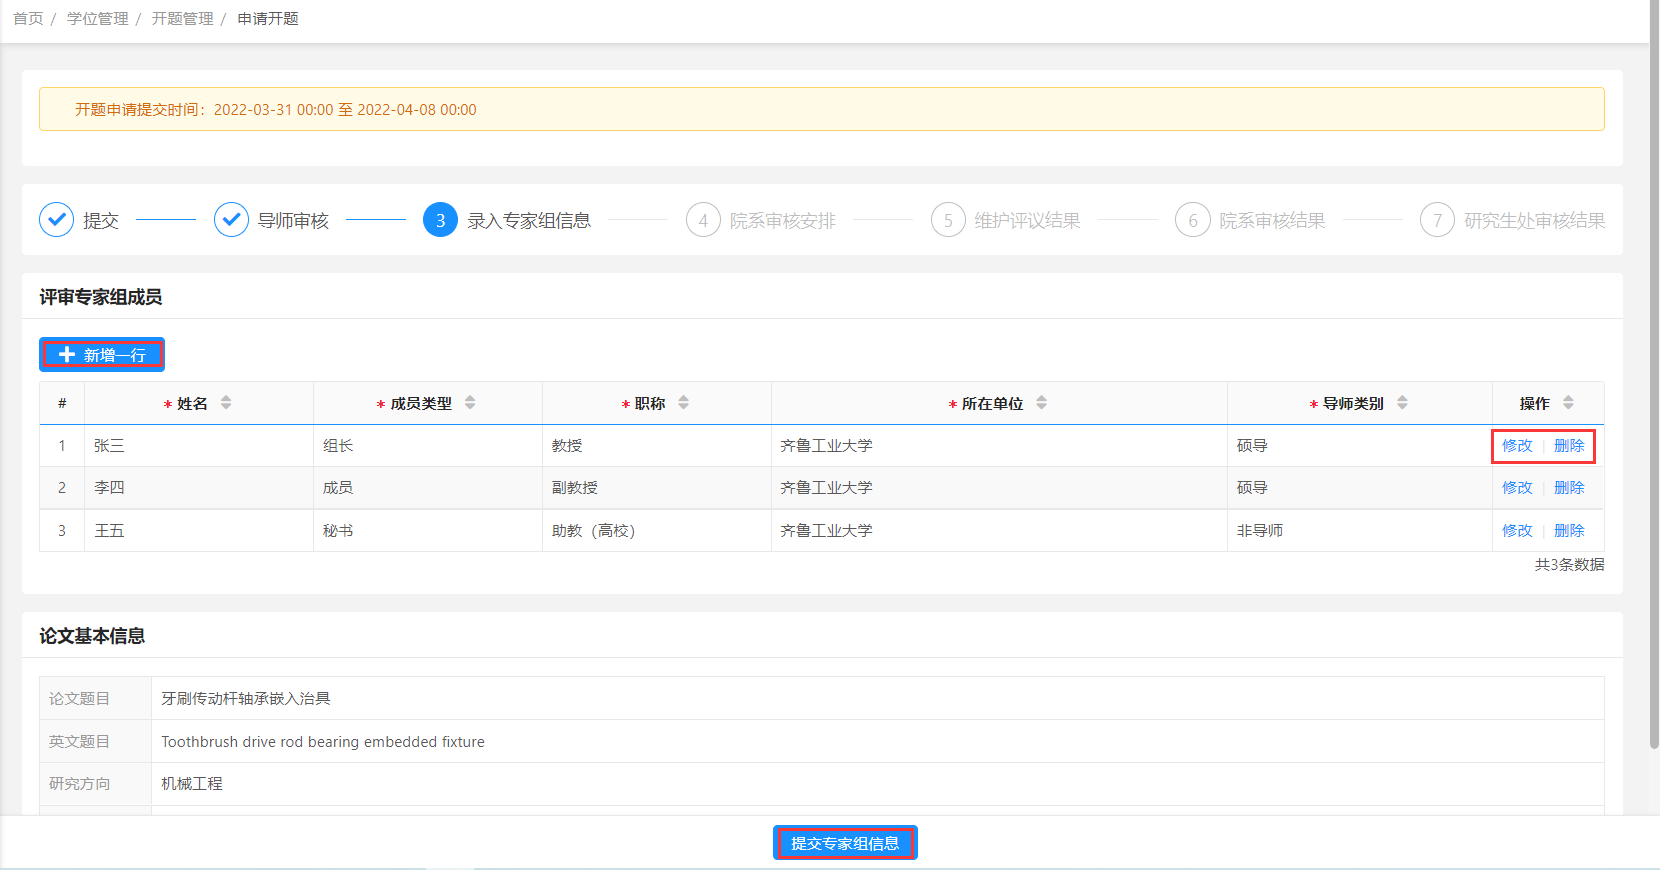 首页 / 学位管理 / 开题管理 / 申请开题
开题申请提交时间：2022-03-31 00:00 至 2022-04-08 00:00
提交 导师审核 3 录入专家组信息 4 院系审核安排 5 维护评议结果 6 院系审核结果 7 研究生处审核结果
评审专家组成员
新增一行
# * 姓名 * 成员类型 * 职称 * 所在单位 * 导师类别 操作
1 张三 组长 教授 齐鲁工业大学 硕导 修改 | 删除
2 李四 成员 副教授 齐鲁工业大学 硕导 修改 | 删除
3 王五 秘书 助教（高校） 齐鲁工业大学 非导师 修改 | 删除
共3条数据
论文基本信息
论文题目 牙刷传动杆轴承嵌入治具
英文题目 Toothbrush drive rod bearing embedded fixture
研究方向 机械工程
提交专家组信息